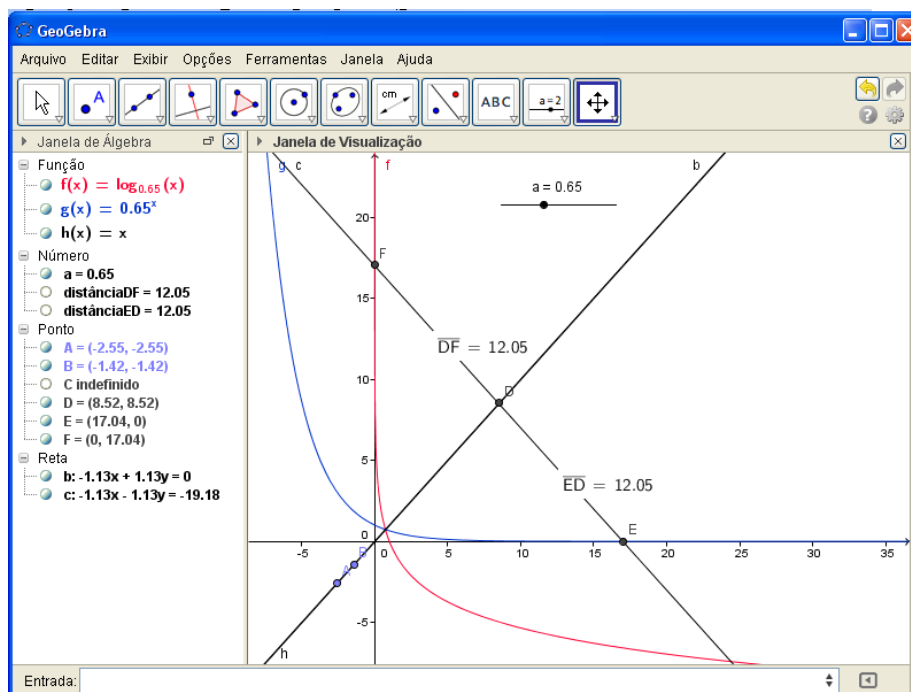 GeoGebra
Arquivo Editar Exibir Opções Ferramentas Janela Ajuda
A cm ABC a=2
Janela de Álgebra
Janela de Visualização
Função
f(x) = log₀.₆₅(x)
g(x) = 0.65ˣ
h(x) = x
Número
a = 0.65
distânciaDF = 12.05
distânciaED = 12.05
Ponto
A = (-2.55, -2.55)
B = (-1.42, -1.42)
C indefinido
D = (8.52, 8.52)
E = (17.04, 0)
F = (0, 17.04)
Reta
b: -1.13x + 1.13y = 0
c: -1.13x - 1.13y = -19.18
g c f b
a = 0.65
20
F
15
DF = 12.05
10
D
5
ED = 12.05
E
0
-5 0 5 10 15 20 25 30 35
B
A
-5
h
Entrada: